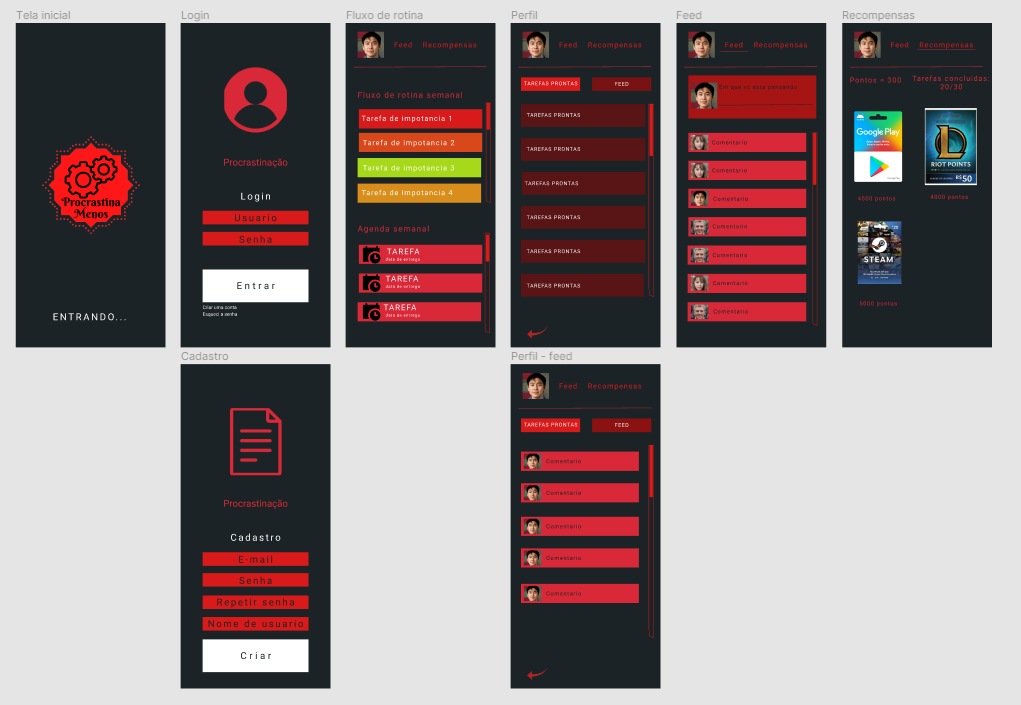 Tela inicial
Procrastina
Menos
ENTRANDO...
Login
Procrastinação
Login
Usuario
Senha
Entrar
Criar uma conta
Esqueci a senha
Fluxo de rotina
Feed Recompensas
Fluxo de rotina semanal
Tarefa de impotancia 1
Tarefa de impotancia 2
Tarefa de impotancia 3
Tarefa de impotancia 4
Agenda semanal
TAREFA
data de entrega
TAREFA
data de entrega
TAREFA
data de entrega
Perfil
Feed Recompensas
TAREFAS PRONTAS FEED
TAREFAS PRONTAS
TAREFAS PRONTAS
TAREFAS PRONTAS
TAREFAS PRONTAS
TAREFAS PRONTAS
TAREFAS PRONTAS
Feed
Feed Recompensas
Em que vc esta pensando
Comentario
Comentario
Comentario
Comentario
Comentario
Comentario
Comentario
Recompensas
Feed Recompensas
Pontos = 300
Tarefas concluidas:
20/30
Google Play
4500 pontos
RIOT POINTS
R$50
4000 pontos
STEAM
6000 pontos
Cadastro
Procrastinação
Cadastro
E-mail
Senha
Repetir senha
Nome de usuario
Criar
Perfil - feed
Feed Recompensas
TAREFAS PRONTAS FEED
Comentario
Comentario
Comentario
Comentario
Comentario